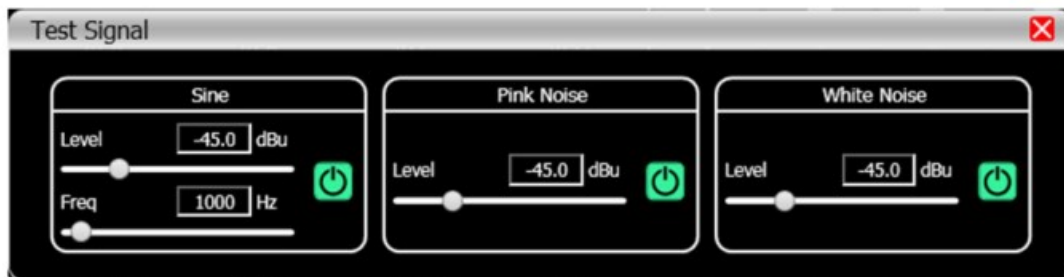 Test Signal
Sine
Level -45.0 dBu
Freq 1000 Hz
Pink Noise
Level -45.0 dBu
White Noise
Level -45.0 dBu